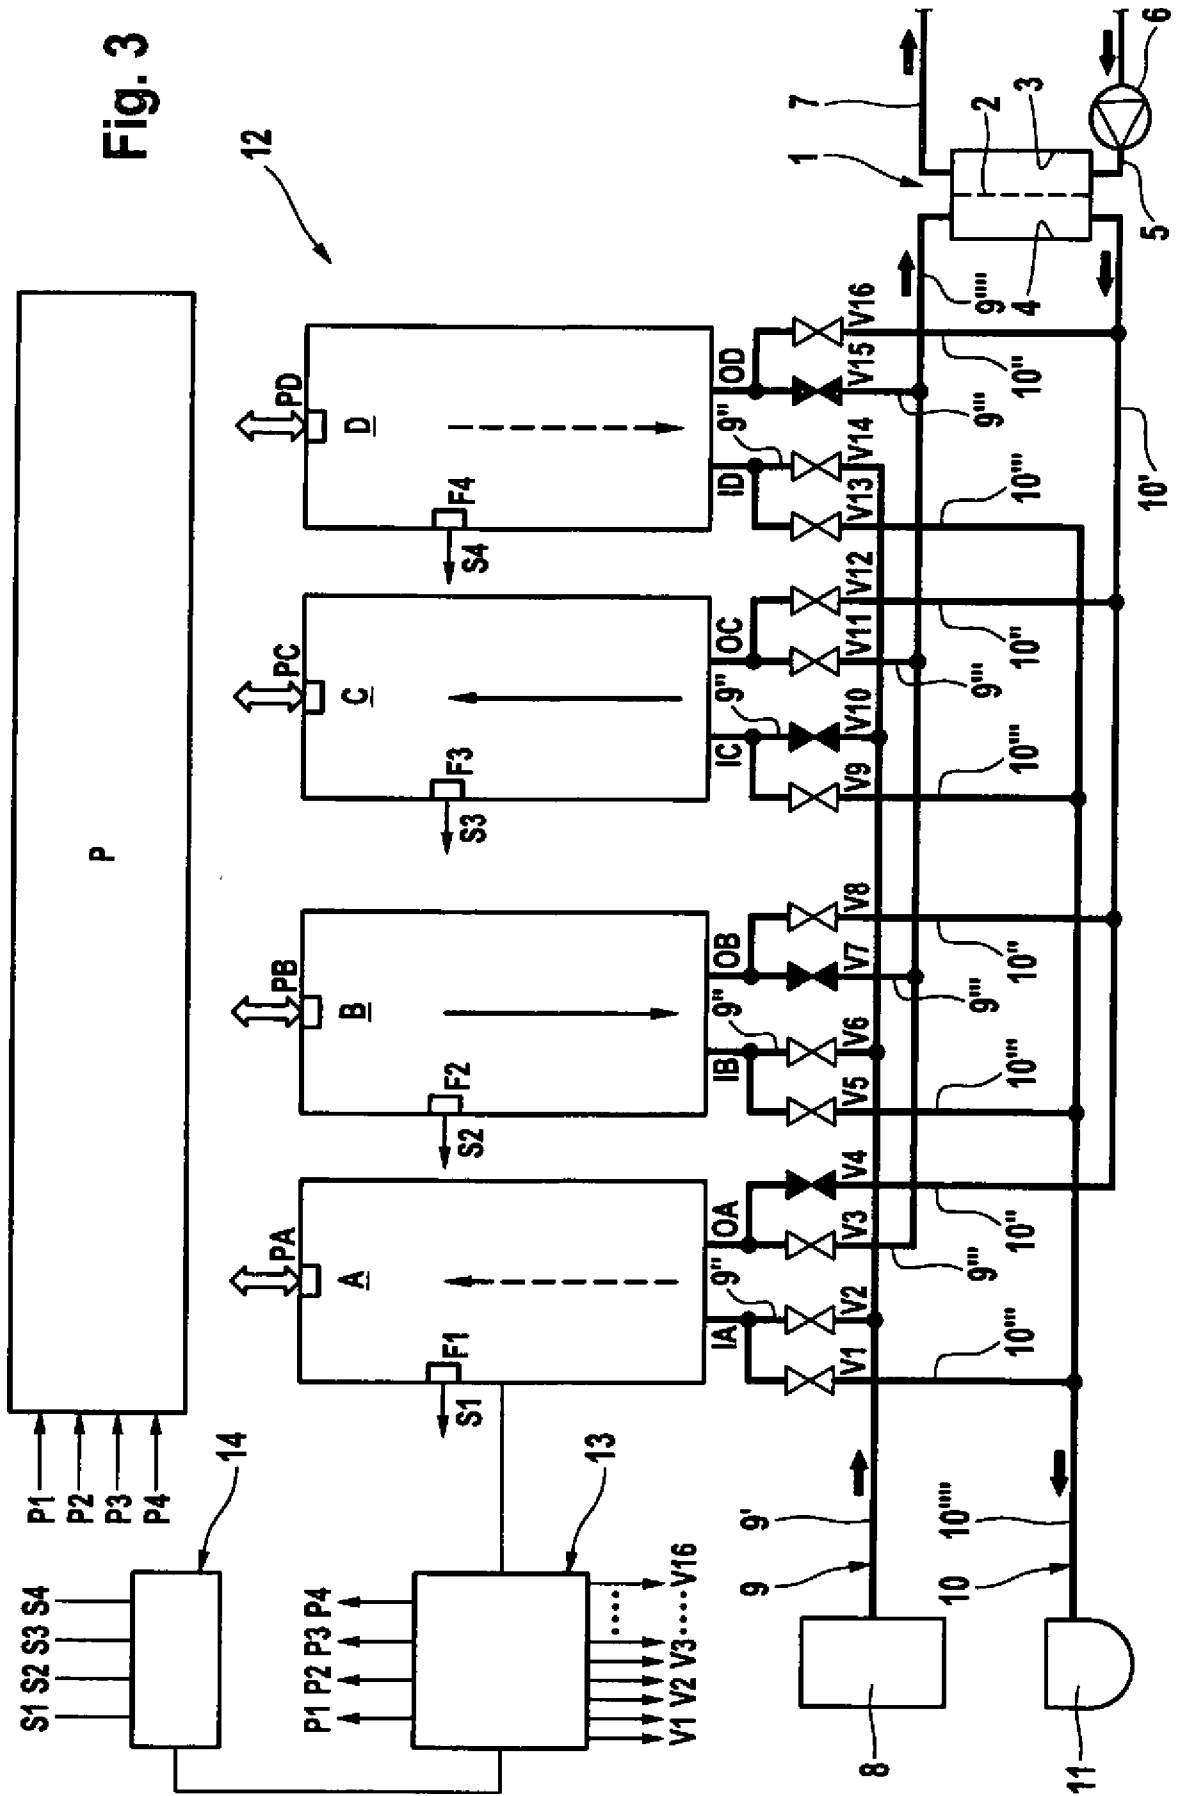 Fig. 3
S1 S2 S3 S4
P1
P2
P3
P4
P
14
12
PA PB PC PD
P1 P2 P3 P4
A B C D
F1 F2 F3 F4
S1 S2 S3 S4
13
V1 V2 V3 ····V16
IA OA IB OB IC OC ID OD
9'' 9'' 9'' 9''
1 7
V1 V2 V3 V4 V5 V6 V7 V8 V9 V10 V11 V12 V13 V14 V15 V16
8
9 9'
10 10''''
10''' 9''' 10'' 10''' 9''' 10'' 10''' 9''' 10'' 10''' 9''' 10''
9'''' 2
4 3
11
10' 5 6